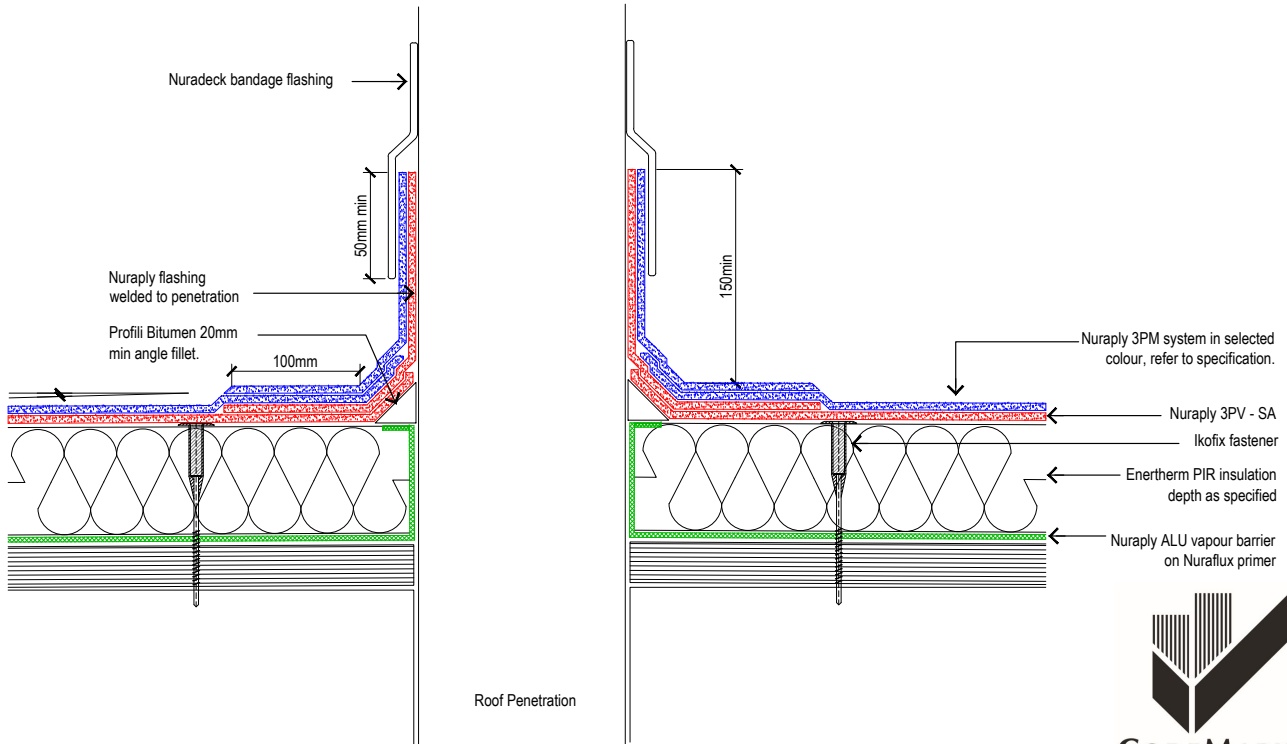 Nuradeck bandage flashing
50mm min
Nuraply flashing
welded to penetration
Profili Bitumen 20mm
min angle fillet.
100mm
150min
Nuraply 3PM system in selected
colour, refer to specification.
Nuraply 3PV - SA
Ikofix fastener
Enertherm PIR insulation
depth as specified
Nuraply ALU vapour barrier
on Nuraflux primer
Roof Penetration